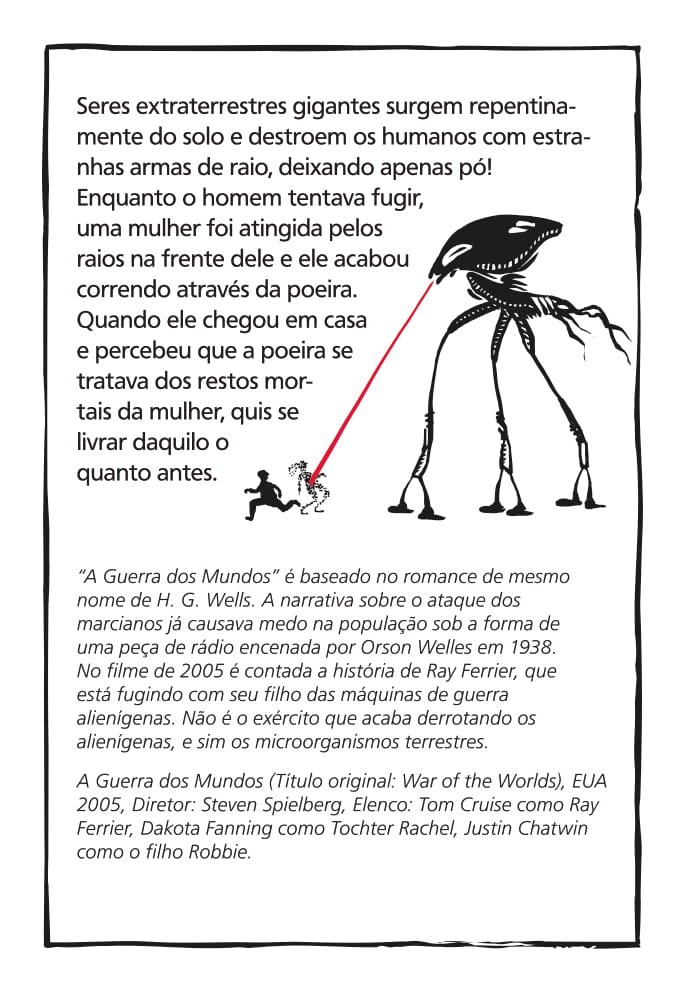 Seres extraterrestres gigantes surgem repentina-
mente do solo e destroem os humanos com estra-
nhas armas de raio, deixando apenas pó!
Enquanto o homem tentava fugir,
uma mulher foi atingida pelos
raios na frente dele e ele acabou
correndo através da poeira.
Quando ele chegou em casa
e percebeu que a poeira se
tratava dos restos mor-
tais da mulher, quis se
livrar daquilo o
quanto antes.
“A Guerra dos Mundos” é baseado no romance de mesmo
nome de H. G. Wells. A narrativa sobre o ataque dos
marcianos já causava medo na população sob a forma de
uma peça de rádio encenada por Orson Welles em 1938.
No filme de 2005 é contada a história de Ray Ferrier, que
está fugindo com seu filho das máquinas de guerra
alienígenas. Não é o exército que acaba derrotando os
alienígenas, e sim os microorganismos terrestres.
A Guerra dos Mundos (Título original: War of the Worlds), EUA
2005, Diretor: Steven Spielberg, Elenco: Tom Cruise como Ray
Ferrier, Dakota Fanning como Tochter Rachel, Justin Chatwin
como o filho Robbie.